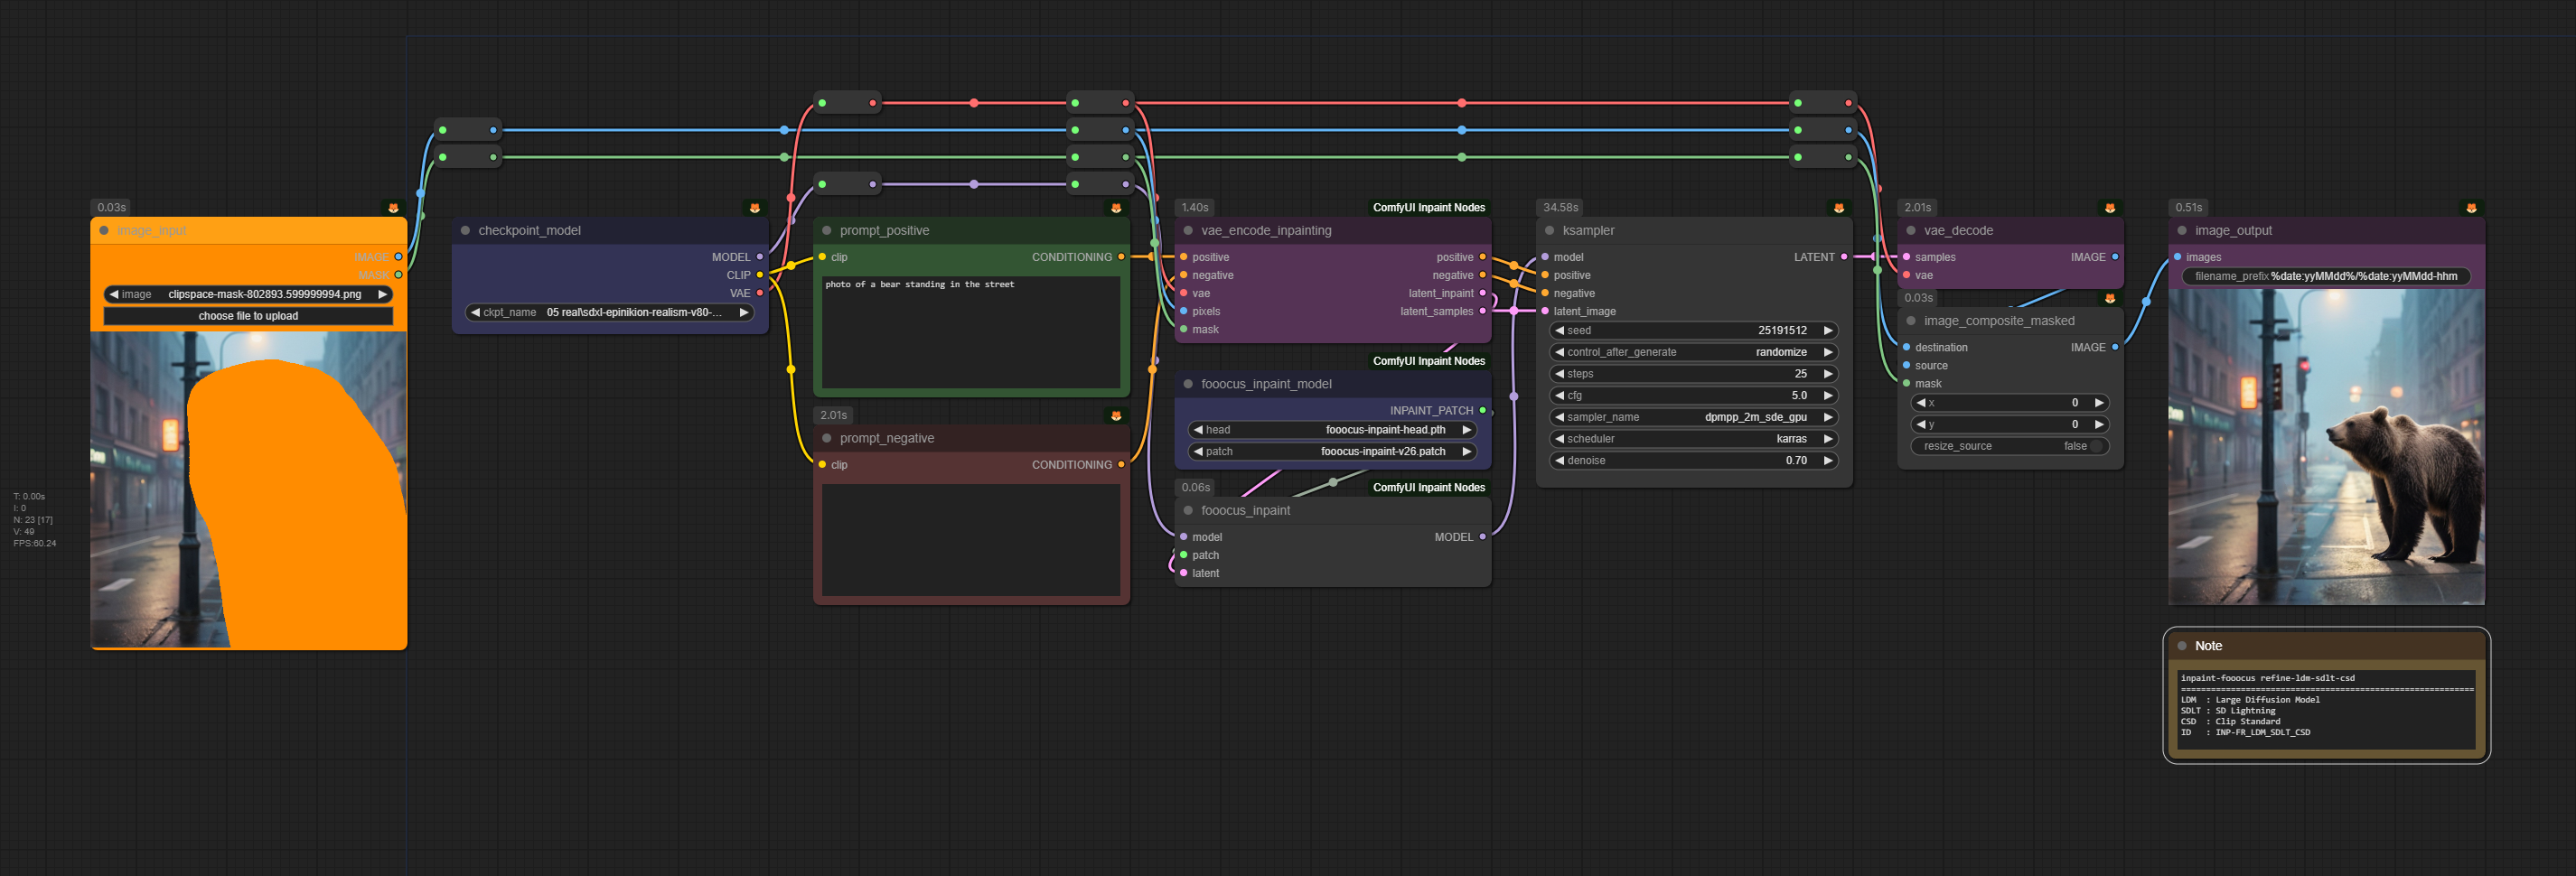 0.03s
image_input
IMAGE
MASK
image clipspace-mask-802893.599999994.png
choose file to upload
T: 0.00s
I: 0
N: 23 [17]
V: 49
FPS:60.24
checkpoint_model
MODEL
CLIP
VAE
ckpt_name 05 real\sdxl-epinikion-realism-v80-...
prompt_positive
clip CONDITIONING
photo of a bear standing in the street
2.01s
prompt_negative
clip CONDITIONING
1.40s ComfyUI Inpaint Nodes
vae_encode_inpainting
positive positive
negative negative
vae latent_inpaint
pixels latent_samples
mask
ComfyUI Inpaint Nodes
fooocus_inpaint_model
INPAINT_PATCH
head fooocus-inpaint-head.pth
patch fooocus-inpaint-v26.patch
0.06s ComfyUI Inpaint Nodes
fooocus_inpaint
model MODEL
patch
latent
34.58s
ksampler
model LATENT
positive
negative
latent_image
seed 25191512
control_after_generate randomize
steps 25
cfg 5.0
sampler_name dpmpp_2m_sde_gpu
scheduler karras
denoise 0.70
2.01s
vae_decode
samples IMAGE
vae
0.03s
image_composite_masked
destination IMAGE
source
mask
x 0
y 0
resize_source false
0.51s
image_output
images
filename_prefix %date:yyMMdd%/%date:yyMMdd-hhm
Note
inpaint-fooocus refine-ldm-sdlt-csd
===========================================================
LDM : Large Diffusion Model
SDLT : SD Lightning
CSD : Clip Standard
ID : INP-FR_LDM_SDLT_CSD